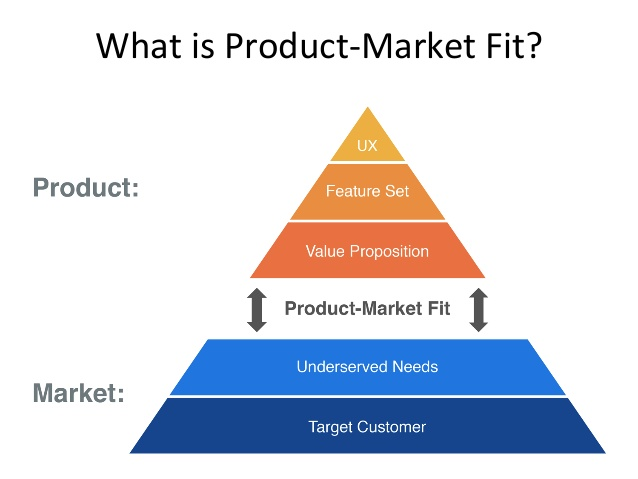 What is Product-Market Fit?
UX
Product:
Feature Set
Value Proposition
Product-Market Fit
Underserved Needs
Market:
Target Customer